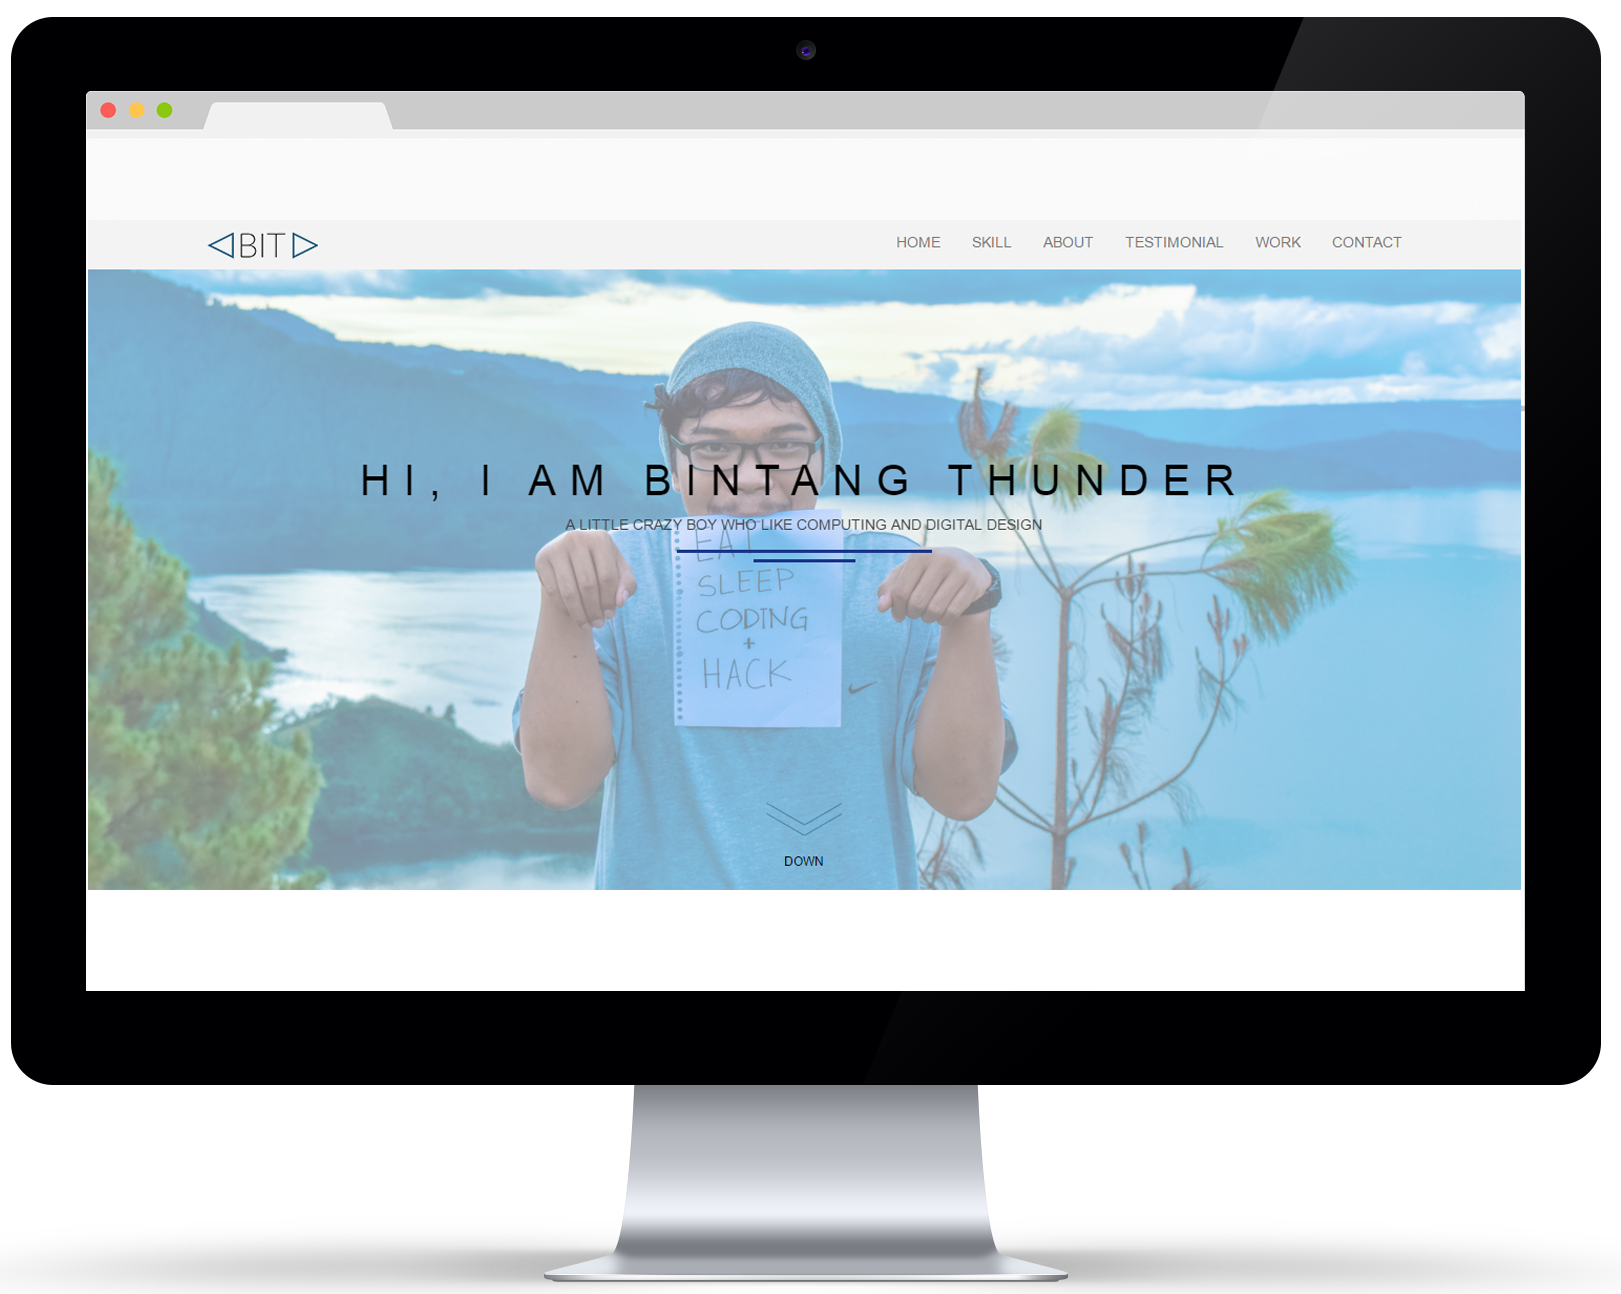 BIT
HOME SKILL ABOUT TESTIMONIAL WORK CONTACT
HI, I AM BINTANG THUNDER
A LITTLE CRAZY BOY WHO LIKE COMPUTING AND DIGITAL DESIGN
EAT
SLEEP
CODING
+
HACK
DOWN